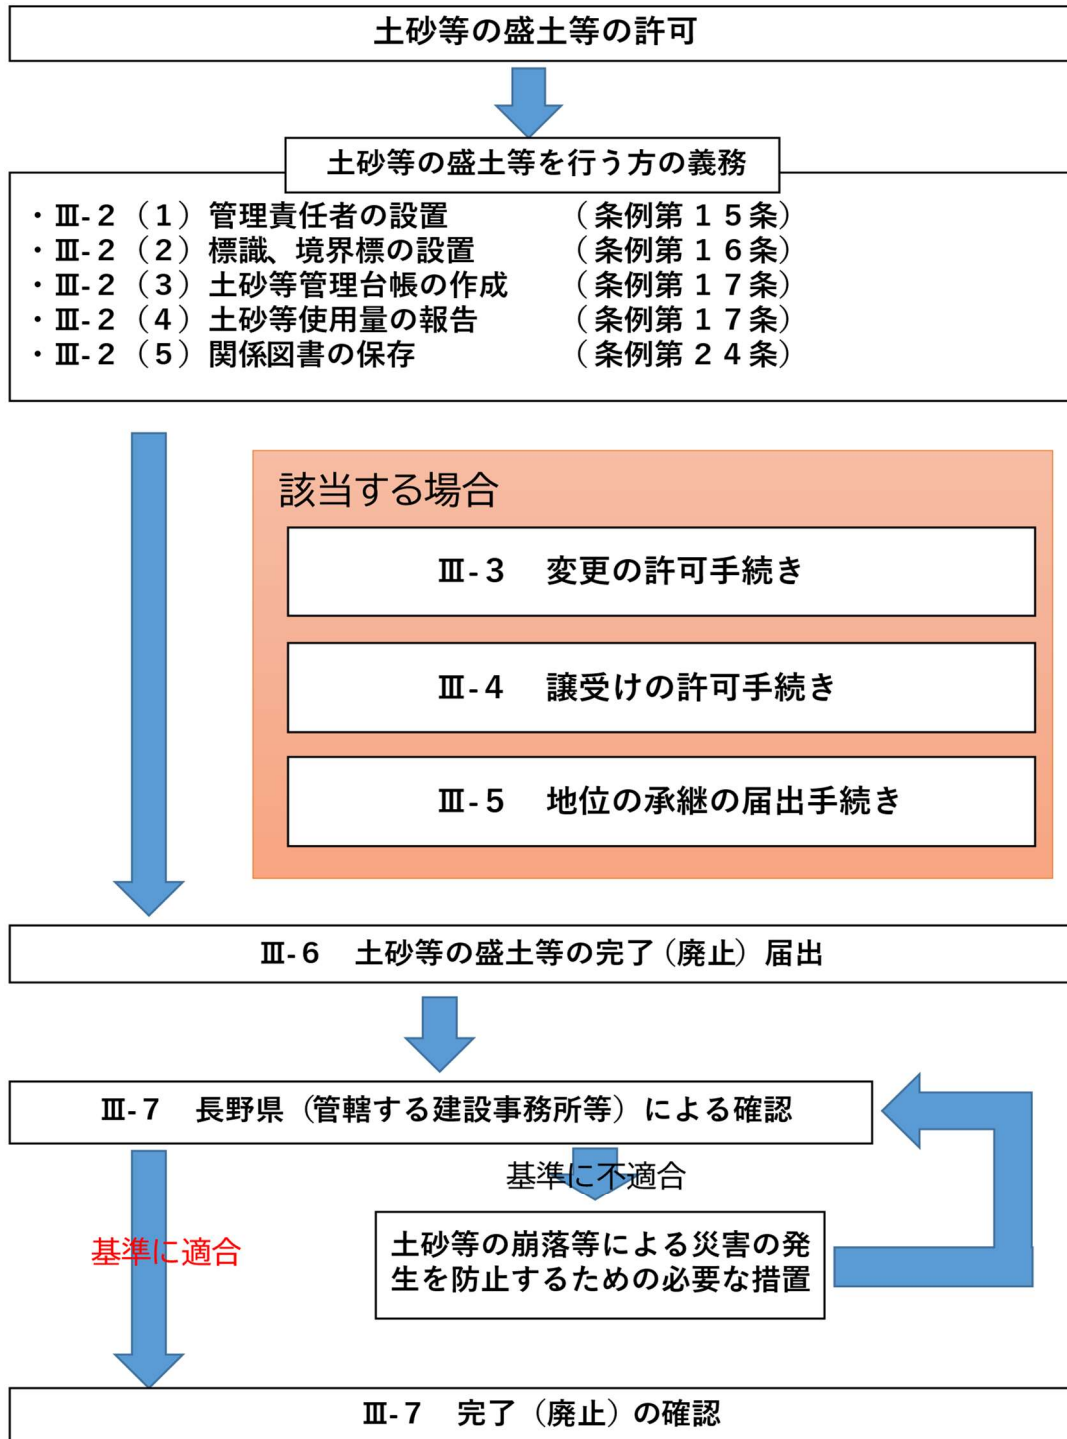 土砂等の盛土等の許可
土砂等の盛土等を行う方の義務
・Ⅲ-２（１）管理責任者の設置　　　　（条例第１５条）
・Ⅲ-２（２）標識、境界標の設置　　　（条例第１６条）
・Ⅲ-２（３）土砂等管理台帳の作成　　（条例第１７条）
・Ⅲ-２（４）土砂等使用量の報告　　　（条例第１７条）
・Ⅲ-２（５）関係図書の保存　　　　　（条例第２４条）
該当する場合
Ⅲ-３　変更の許可手続き
Ⅲ-４　譲受けの許可手続き
Ⅲ-５　地位の承継の届出手続き
Ⅲ-６　土砂等の盛土等の完了（廃止）届出
Ⅲ-７　長野県（管轄する建設事務所等）による確認
基準に不適合
基準に適合
土砂等の崩落等による災害の発
生を防止するための必要な措置
Ⅲ-７　完了（廃止）の確認